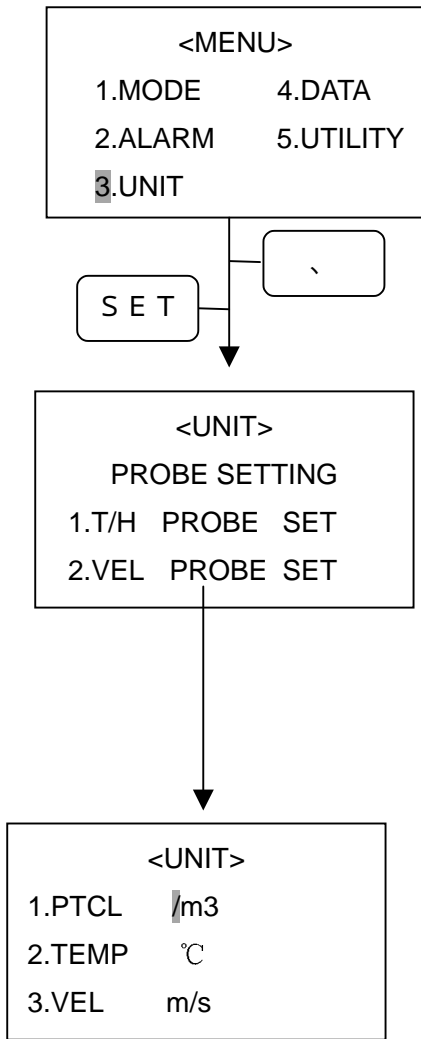 <MENU>
1.MODE 4.DATA
2.ALARM 5.UTILITY
3.UNIT
、
SET
<UNIT>
PROBE SETTING
1.T/H PROBE SET
2.VEL PROBE SET
<UNIT>
1.PTCL /m3
2.TEMP ℃
3.VEL m/s